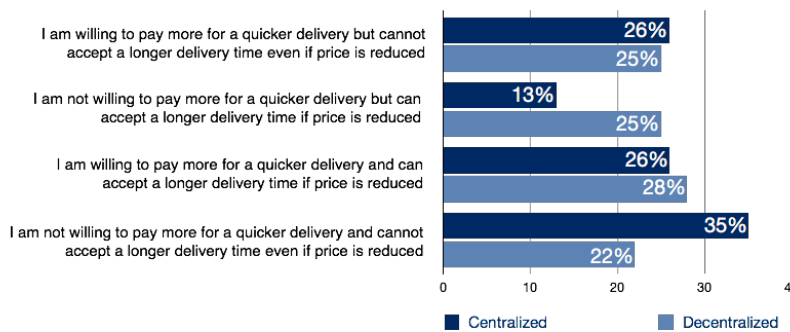 I am willing to pay more for a quicker delivery but cannot
accept a longer delivery time even if price is reduced
26%
25%
I am not willing to pay more for a quicker delivery but can
accept a longer delivery time if price is reduced
13%
25%
I am willing to pay more for a quicker delivery and can
accept a longer delivery time if price is reduced
26%
28%
I am not willing to pay more for a quicker delivery and cannot
accept a longer delivery time even if price is reduced
35%
22%
0 10 20 30 4
Centralized Decentralized